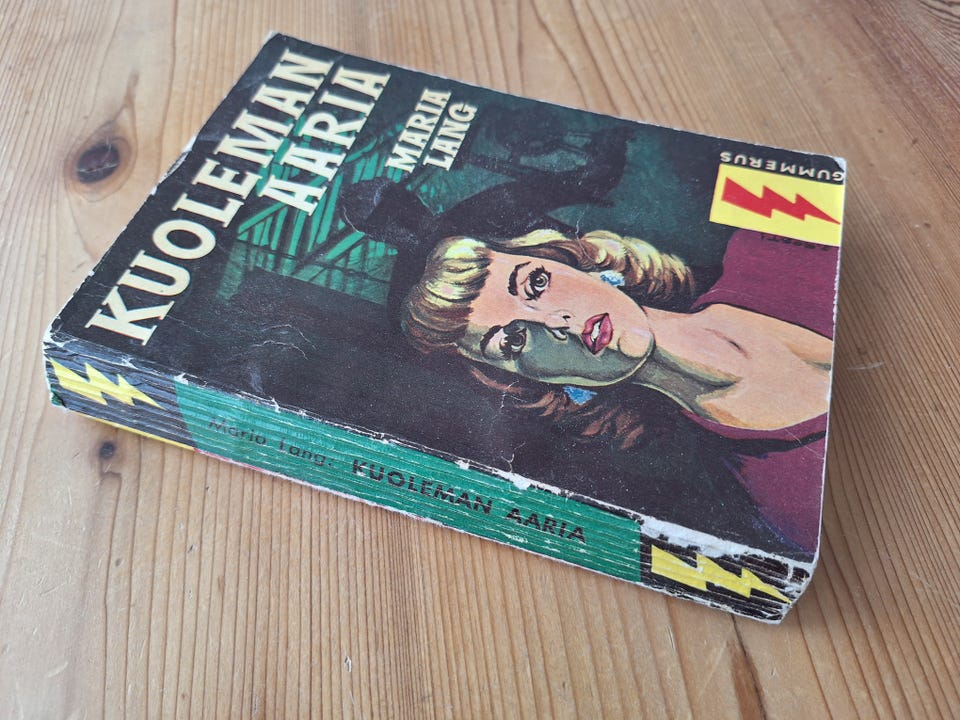 KUOLEMAN
AARIA
MARIA
LANG
GUMMERUS
Maria Lang: KUOLEMAN AARIA